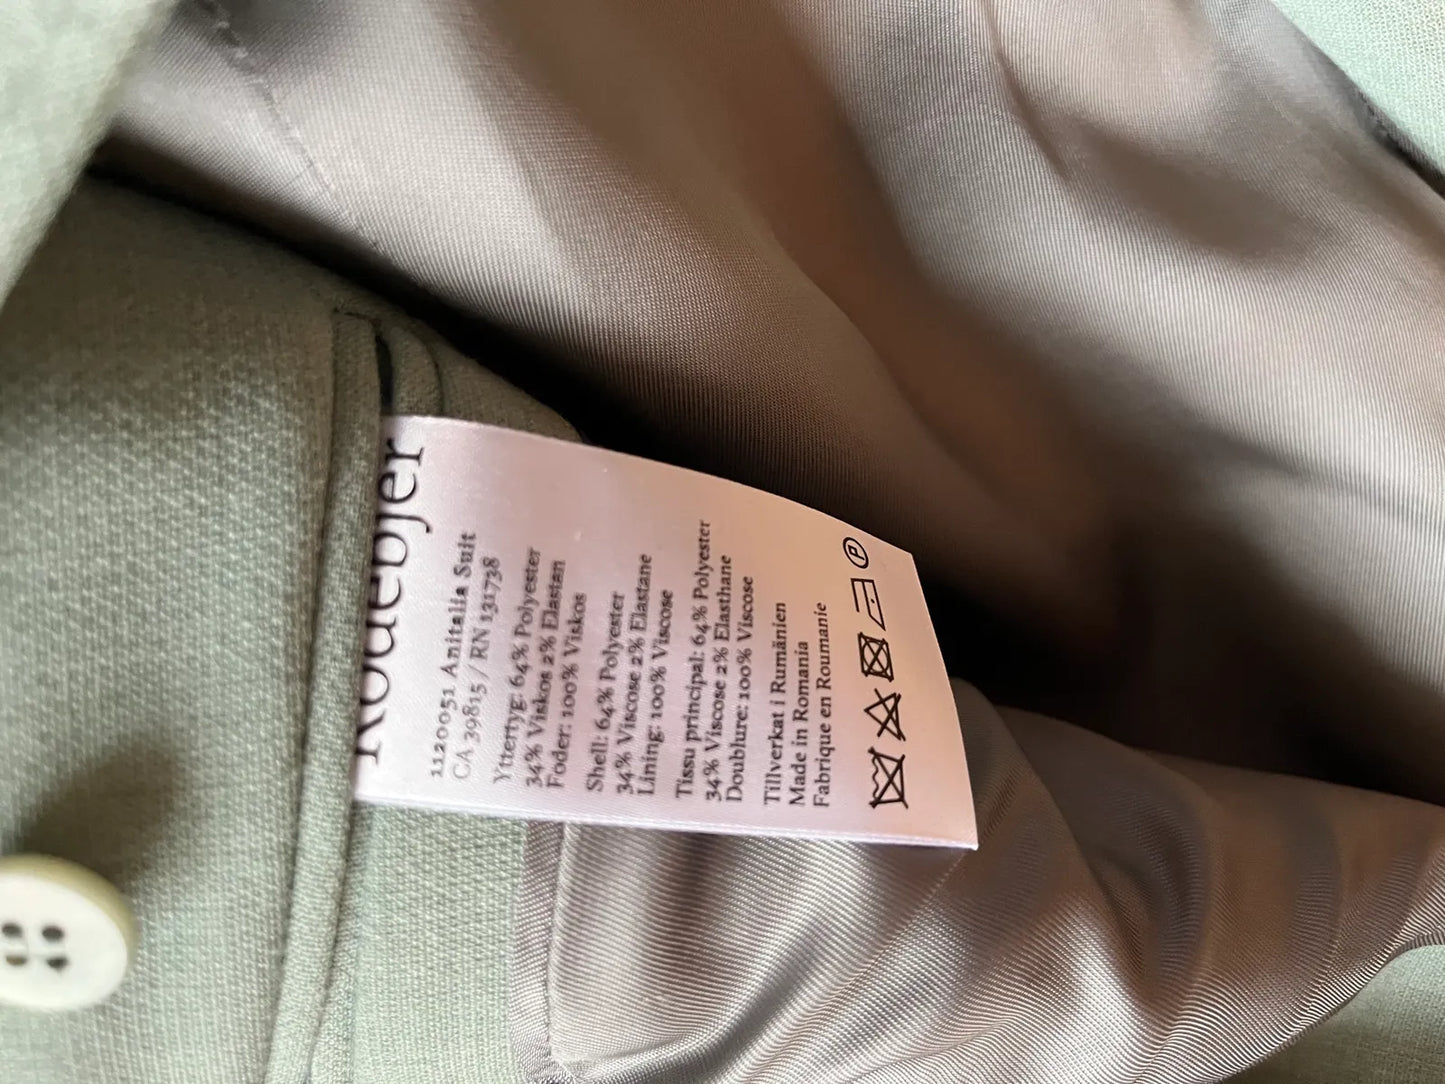 Rodebjer
1120051 Anitalia Suit
CA 39815 / RN 131738
Yttertyg: 64% Polyester
34% Viskos 2% Elastan
Foder: 100% Viskos
Shell: 64% Polyester
34% Viscose 2% Elastane
Lining: 100% Viscose
Tissu principal: 64% Polyester
34% Viscose 2% Elasthane
Doublure: 100% Viscose
Tillverkat i Rumänien
Made in Romania
Fabrique en Roumanie
P